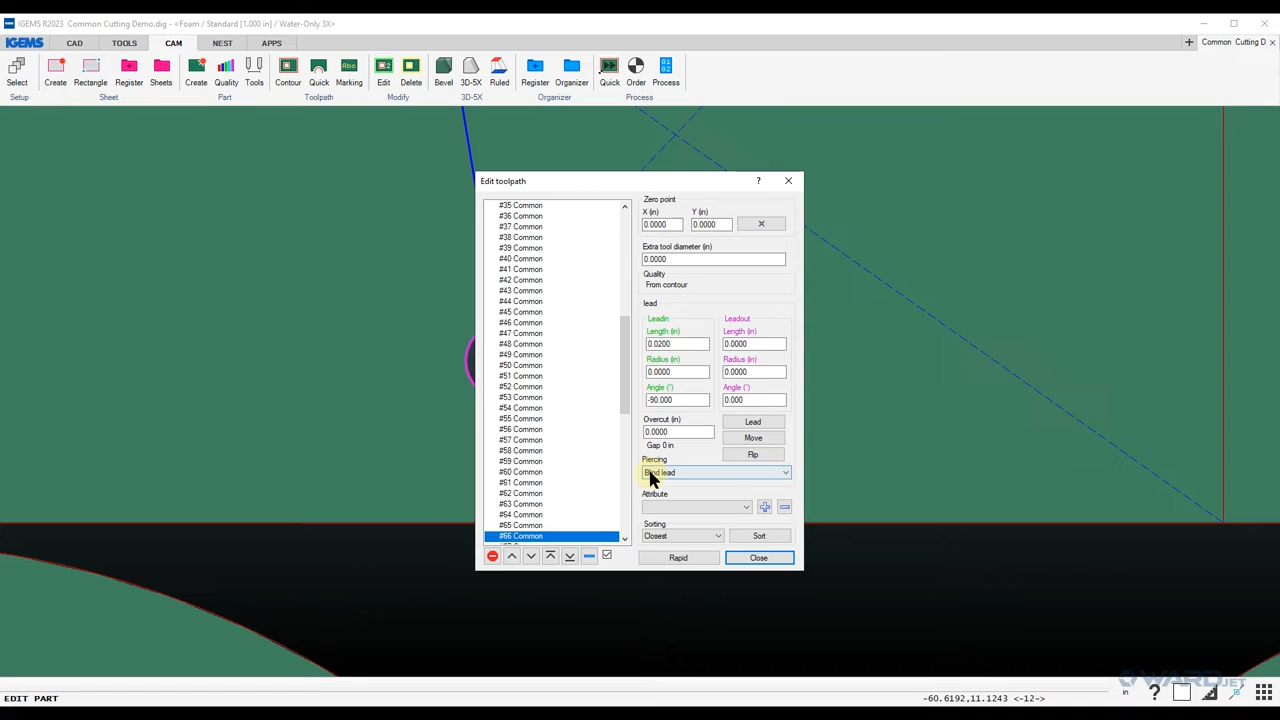 IGEMS R2023 Common Cutting Demo.dig - <Foam / Standard [1.000 in] / Water-Only 3X>
IGEMS CAD TOOLS CAM NEST APPS + Common Cutting D ×
Select Create Rectangle Register Sheets Create Quality Tools Contour Quick Marking Edit Delete Bevel 3D-5X Ruled Register Organizer Quick Order Process
Setup Sheet Part Toolpath Modify 3D-5X Organizer Process
Edit toolpath ?
#35 Common
#36 Common
#37 Common
#38 Common
#39 Common
#40 Common
#41 Common
#42 Common
#43 Common
#44 Common
#45 Common
#46 Common
#47 Common
#48 Common
#49 Common
#50 Common
#51 Common
#52 Common
#53 Common
#54 Common
#55 Common
#56 Common
#57 Common
#58 Common
#59 Common
#60 Common
#61 Common
#62 Common
#63 Common
#64 Common
#65 Common
#66 Common
Zero point
X (in) Y (in)
0.0000 0.0000
Extra tool diameter (in)
0.0000
Quality
From contour
lead
Leadin Leadout
Length (in) Length (in)
0.0200 0.0000
Radius (in) Radius (in)
0.0000 0.0000
Angle (°) Angle (°)
-90.000 0.000
Overcut (in) Lead
0.0000 Move
Gap 0 in Flip
Piercing
Blind lead
Attribute
Sorting
Closest Sort
Rapid Close
WARDJET
EDIT PART -60.6192,11.1243 <-12-> in ?